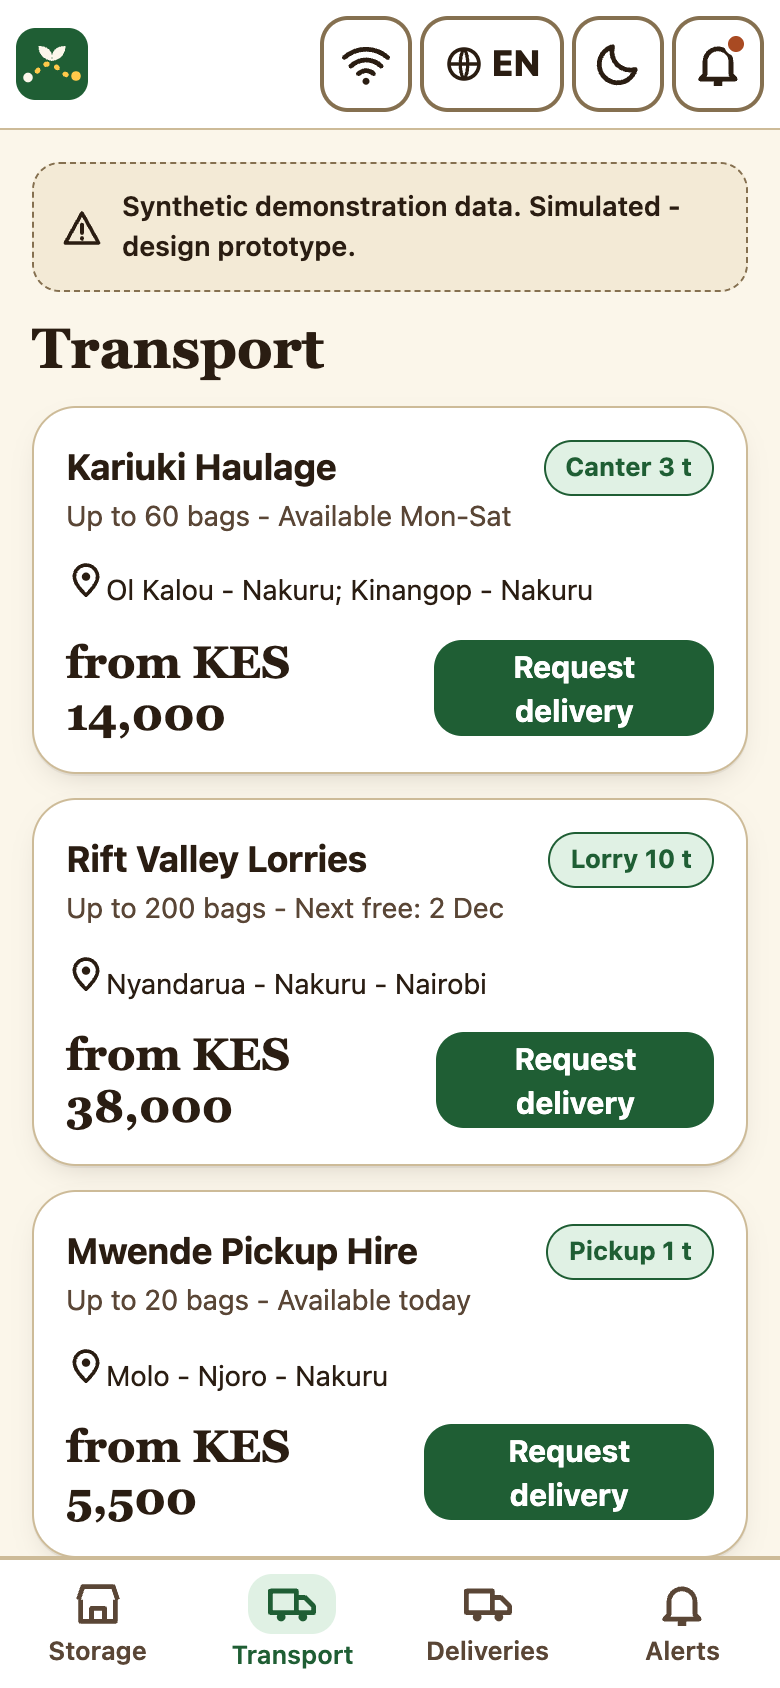 EN
Synthetic demonstration data. Simulated -
design prototype.
Transport
Kariuki Haulage
Canter 3 t
Up to 60 bags - Available Mon-Sat
Ol Kalou - Nakuru; Kinangop - Nakuru
from KES
14,000
Request
delivery
Rift Valley Lorries
Lorry 10 t
Up to 200 bags - Next free: 2 Dec
Nyandarua - Nakuru - Nairobi
from KES
38,000
Request
delivery
Mwende Pickup Hire
Pickup 1 t
Up to 20 bags - Available today
Molo - Njoro - Nakuru
from KES
5,500
Request
delivery
Storage
Transport
Deliveries
Alerts